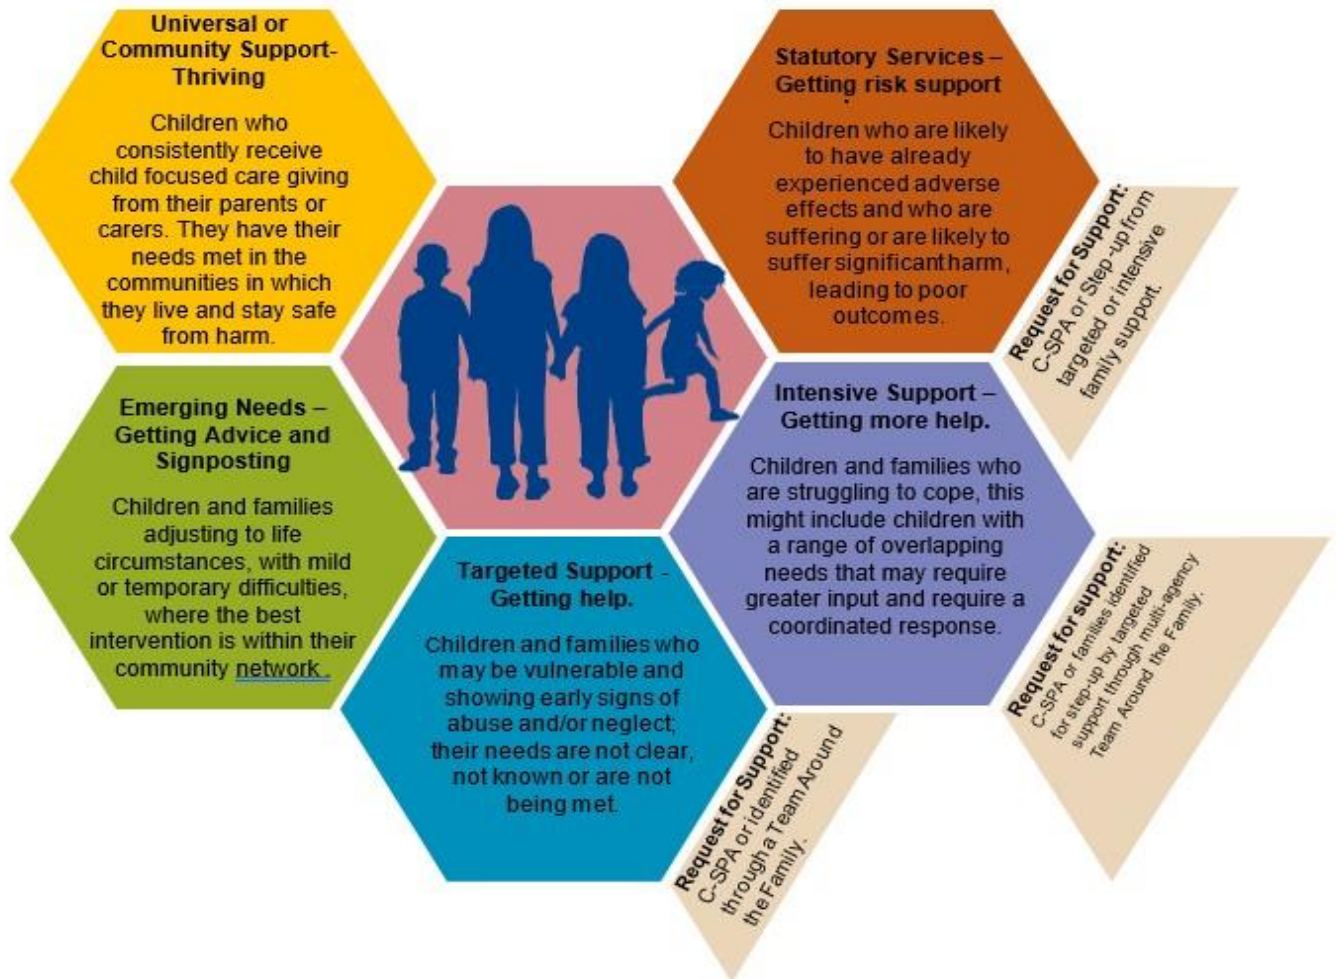 Universal or
Community Support-
Thriving
Children who
consistently receive
child focused care giving
from their parents or
carers. They have their
needs met in the
communities in which
they live and stay safe
from harm.
Emerging Needs –
Getting Advice and
Signposting
Children and families
adjusting to life
circumstances, with mild
or temporary difficulties,
where the best
intervention is within their
community network.
Targeted Support -
Getting help.
Children and families who
may be vulnerable and
showing early signs of
abuse and/or neglect;
their needs are not clear,
not known or are not
being met.
Request for Support:
C-SPA or identified
through a Team Around
the Family.
Intensive Support –
Getting more help.
Children and families who
are struggling to cope, this
might include children with
a range of overlapping
needs that may require
greater input and require a
coordinated response.
Request for support:
C-SPA or families identified
for step-up by targeted
support through multi-agency
Team Around the Family.
Statutory Services –
Getting risk support
Children who are likely
to have already
experienced adverse
effects and who are
suffering or are likely to
suffer significant harm,
leading to poor
outcomes.
Request for Support:
C-SPA or Step-up from
targeted or intensive
family support.